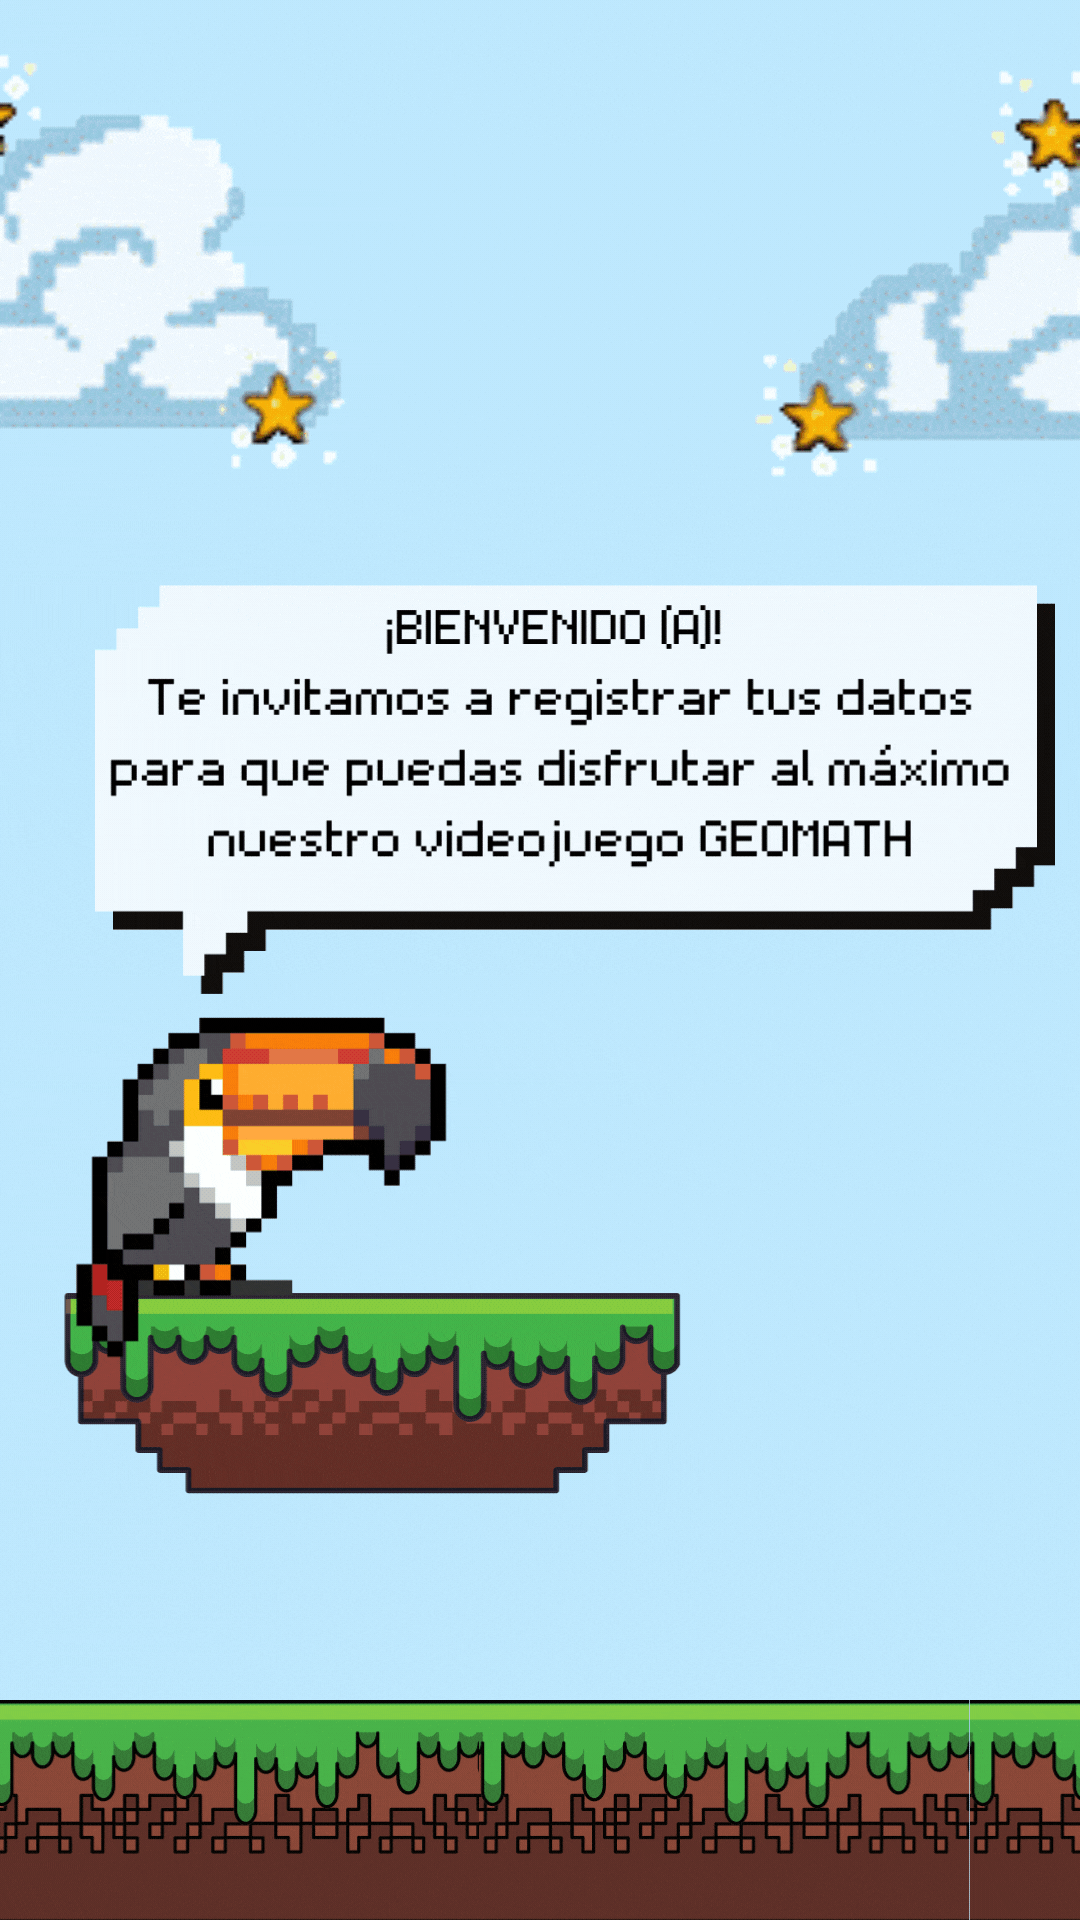 ¡BIENVENIDO (A)!
Te invitamos a registrar tus datos
para que puedas disfrutar al máximo
nuestro videojuego GEOMATH